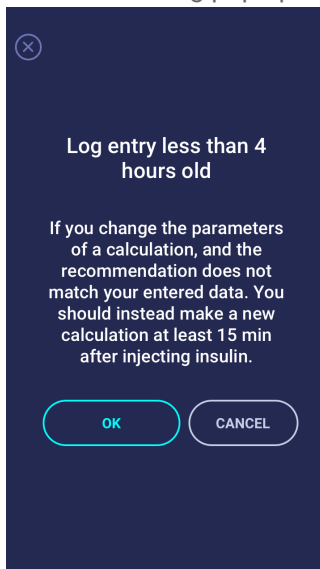 Log entry less than 4
hours old
If you change the parameters
of a calculation, and the
recommendation does not
match your entered data. You
should instead make a new
calculation at least 15 min
after injecting insulin.
OK
CANCEL